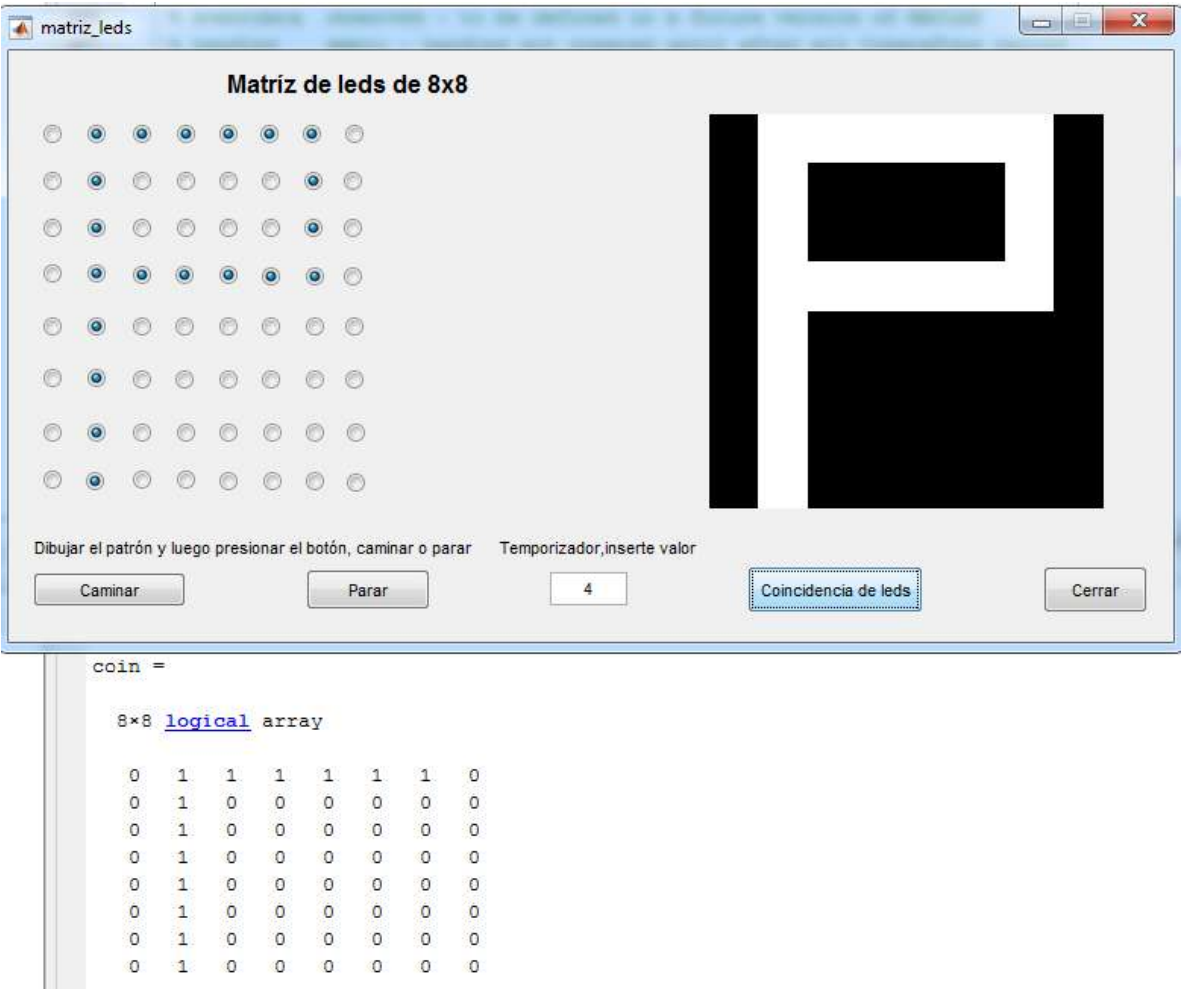 matriz_leds
Matríz de leds de 8x8
Dibujar el patrón y luego presionar el botón, caminar o parar
Temporizador,inserte valor
Caminar
Parar
4
Coincidencia de leds
Cerrar
coin =
8×8 logical array
0 1 1 1 1 1 1 0
0 1 0 0 0 0 0 0
0 1 0 0 0 0 0 0
0 1 0 0 0 0 0 0
0 1 0 0 0 0 0 0
0 1 0 0 0 0 0 0
0 1 0 0 0 0 0 0
0 1 0 0 0 0 0 0